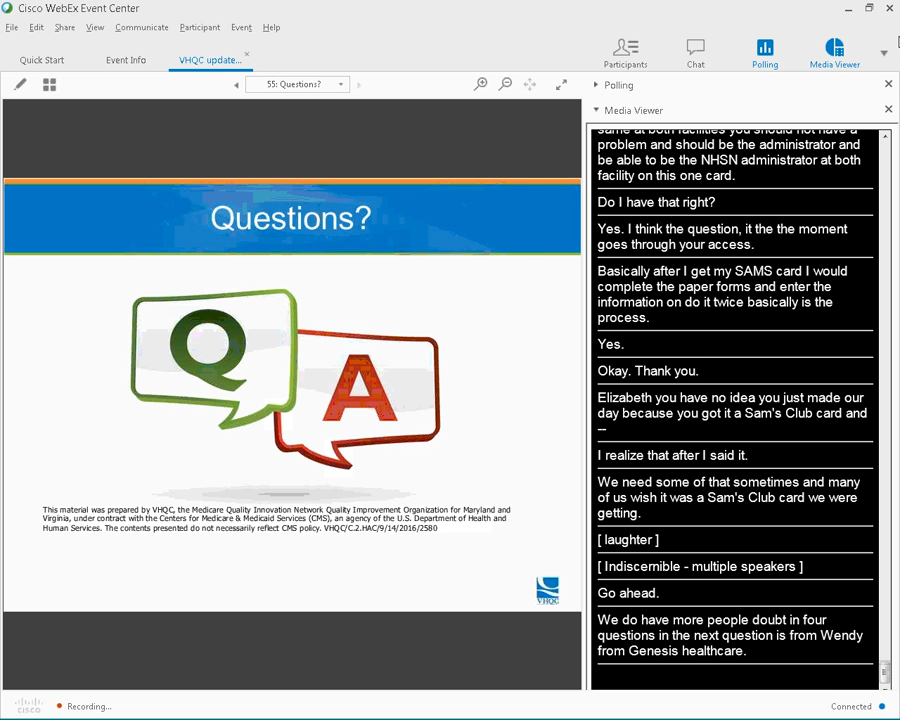 Cisco WebEx Event Center
File Edit Share View Communicate Participant Event Help
Quick Start Event Info VHQC update...
Participants Chat Polling Media Viewer
55: Questions?
Questions?
Q
A
This material was prepared by VHQC, the Medicare Quality Innovation Network Quality Improvement Organization for Maryland and
Virginia, under contract with the Centers for Medicare & Medicaid Services (CMS), an agency of the U.S. Department of Health and
Human Services. The contents presented do not necessarily reflect CMS policy. VHQC/C.2.HAC/9/14/2016/2580
VHQC
Polling
Media Viewer
same at both facilities you should not have a
problem and should be the administrator and
be able to be the NHSN administrator at both
facility on this one card.
Do I have that right?
Yes. I think the question, it the the moment
goes through your access.
Basically after I get my SAMS card I would
complete the paper forms and enter the
information on do it twice basically is the
process.
Yes.
Okay. Thank you.
Elizabeth you have no idea you just made our
day because you got it a Sam's Club card and
--
I realize that after I said it.
We need some of that sometimes and many
of us wish it was a Sam's Club card we were
getting.
[ laughter ]
[ Indiscernible - multiple speakers ]
Go ahead.
We do have more people doubt in four
questions in the next question is from Wendy
from Genesis healthcare.
cisco
Recording...
Connected